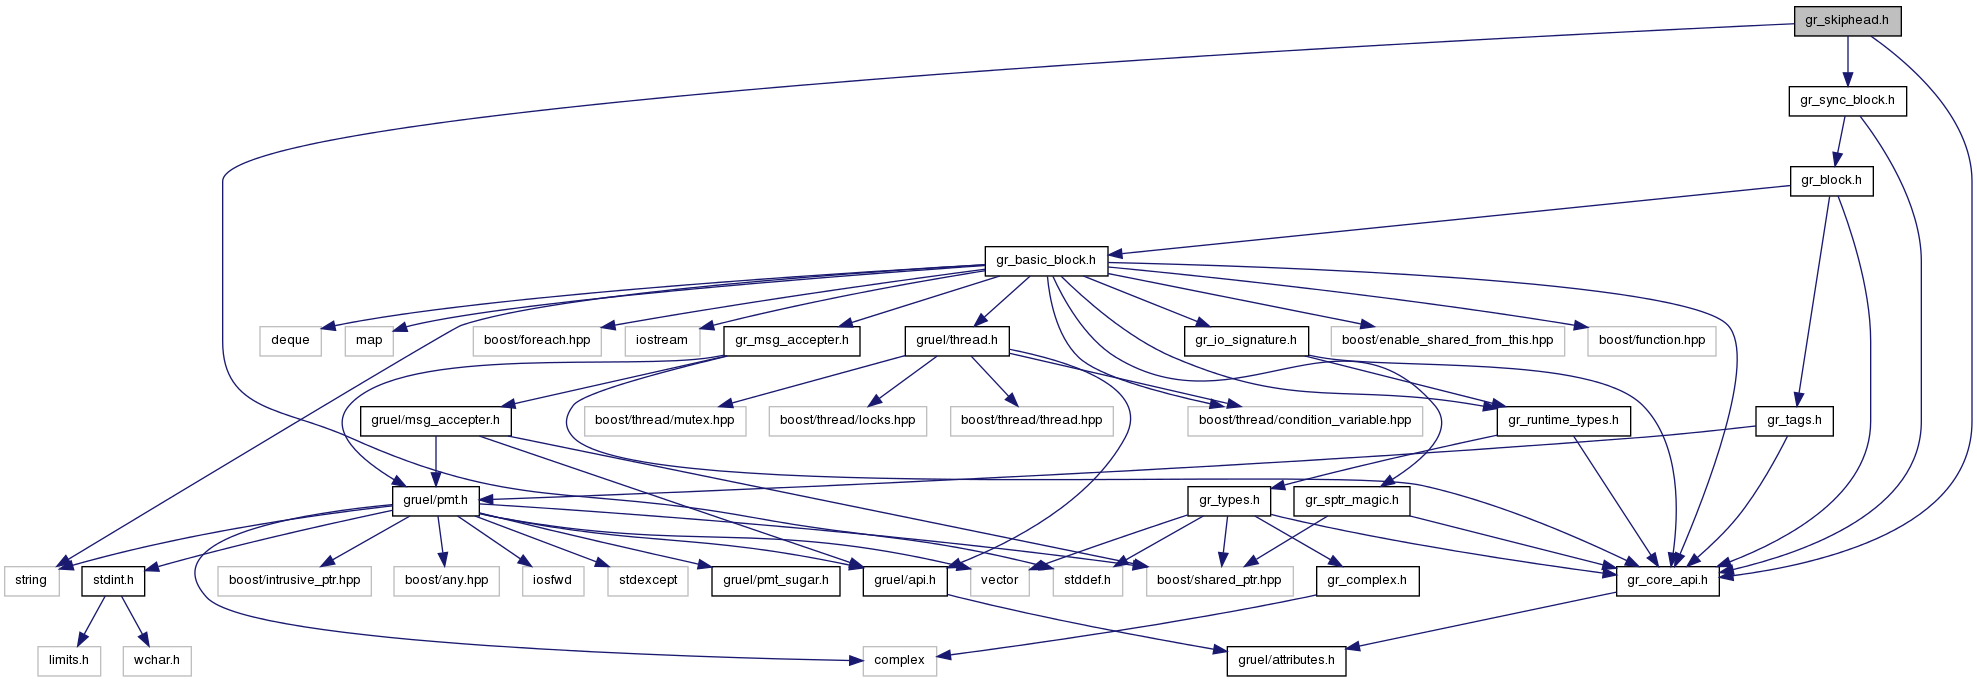 gr_skiphead.h
gr_sync_block.h
gr_block.h
gr_basic_block.h
deque
map
boost/foreach.hpp
iostream
gr_msg_accepter.h
gruel/thread.h
gr_io_signature.h
boost/enable_shared_from_this.hpp
boost/function.hpp
gruel/msg_accepter.h
boost/thread/mutex.hpp
boost/thread/locks.hpp
boost/thread/thread.hpp
boost/thread/condition_variable.hpp
gr_runtime_types.h
gr_tags.h
gruel/pmt.h
gr_types.h
gr_sptr_magic.h
string
stdint.h
boost/intrusive_ptr.hpp
boost/any.hpp
iosfwd
stdexcept
gruel/pmt_sugar.h
gruel/api.h
vector
stddef.h
boost/shared_ptr.hpp
gr_complex.h
gr_core_api.h
limits.h
wchar.h
complex
gruel/attributes.h